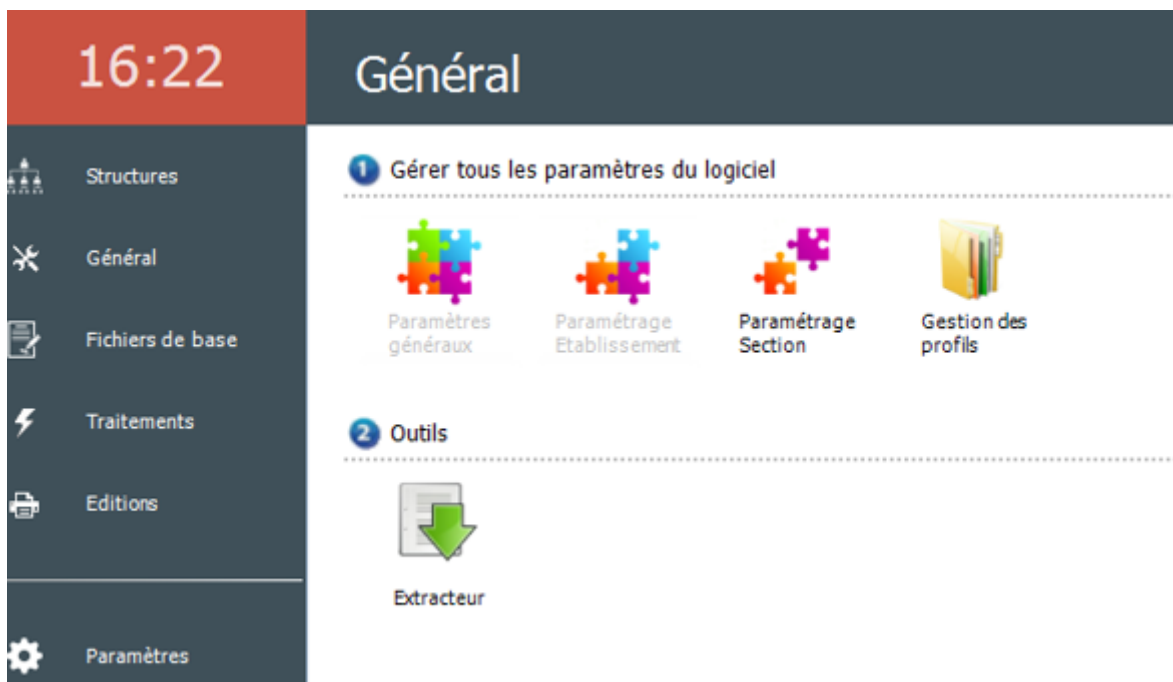 16:22
Général
Structures
Général
Fichiers de base
Traitements
Editions
Paramètres
1 Gérer tous les paramètres du logiciel
Paramètres
généraux
Paramétrage
Etablissement
Paramétrage
Section
Gestion des
profils
2 Outils
Extracteur